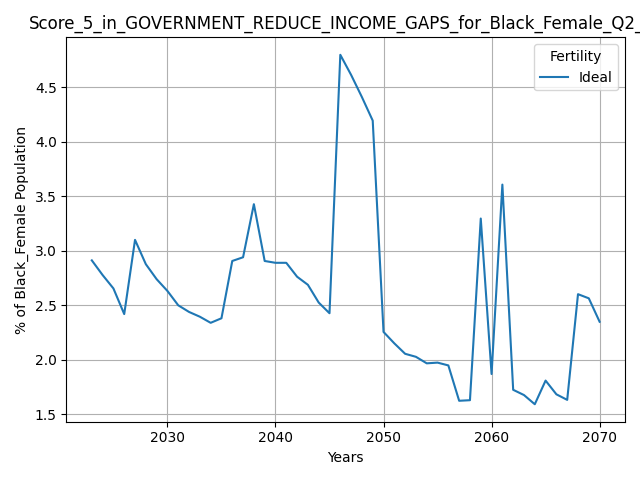 Score_5_in_GOVERNMENT_REDUCE_INCOME_GAPS_for_Black_Female_Q2_
Fertility
Ideal
% of Black_Female Population
4.5
4.0
3.5
3.0
2.5
2.0
1.5
2030 2040 2050 2060 2070
Years